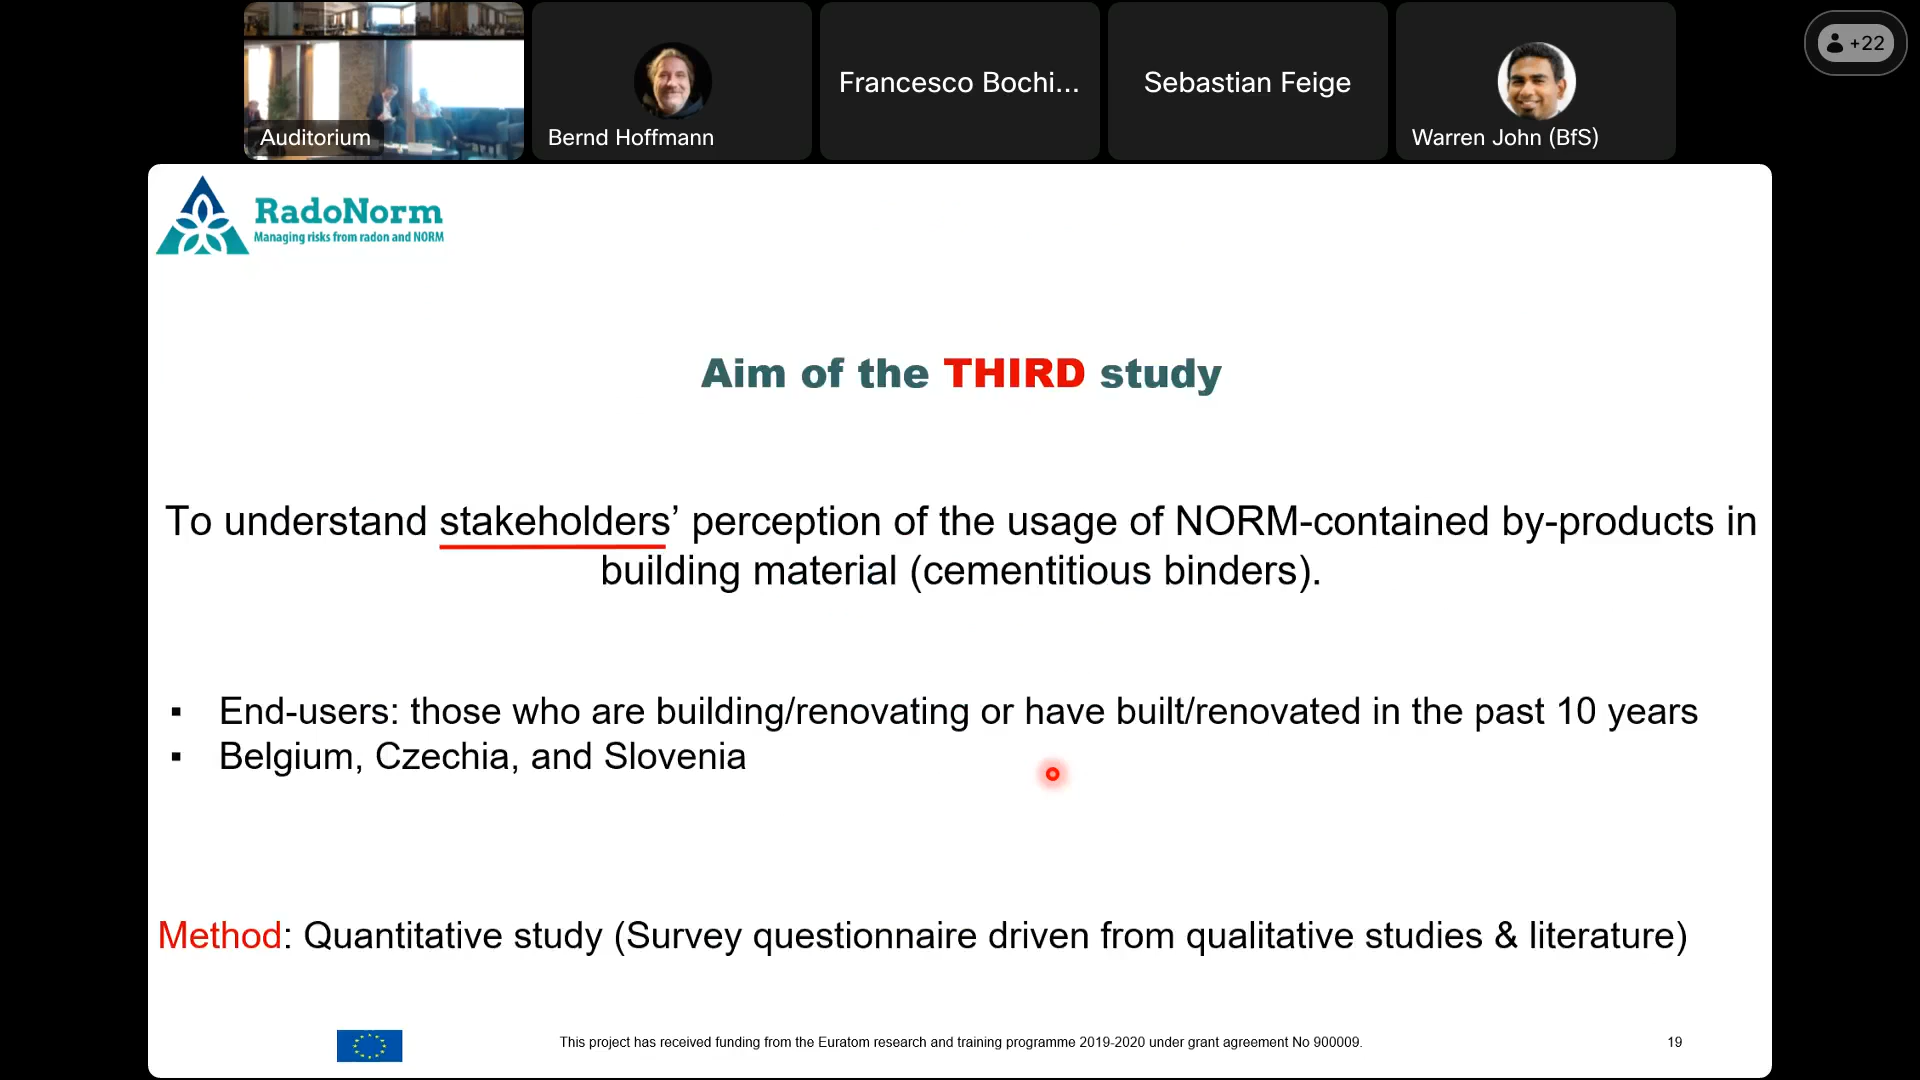 Auditorium
Bernd Hoffmann
Francesco Bochi...
Sebastian Feige
Warren John (BfS)
+22
RadoNorm
Managing risks from radon and NORM
Aim of the THIRD study
To understand stakeholders’ perception of the usage of NORM-contained by-products in
building material (cementitious binders).
▪ End-users: those who are building/renovating or have built/renovated in the past 10 years
▪ Belgium, Czechia, and Slovenia
Method: Quantitative study (Survey questionnaire driven from qualitative studies & literature)
This project has received funding from the Euratom research and training programme 2019-2020 under grant agreement No 900009.
19